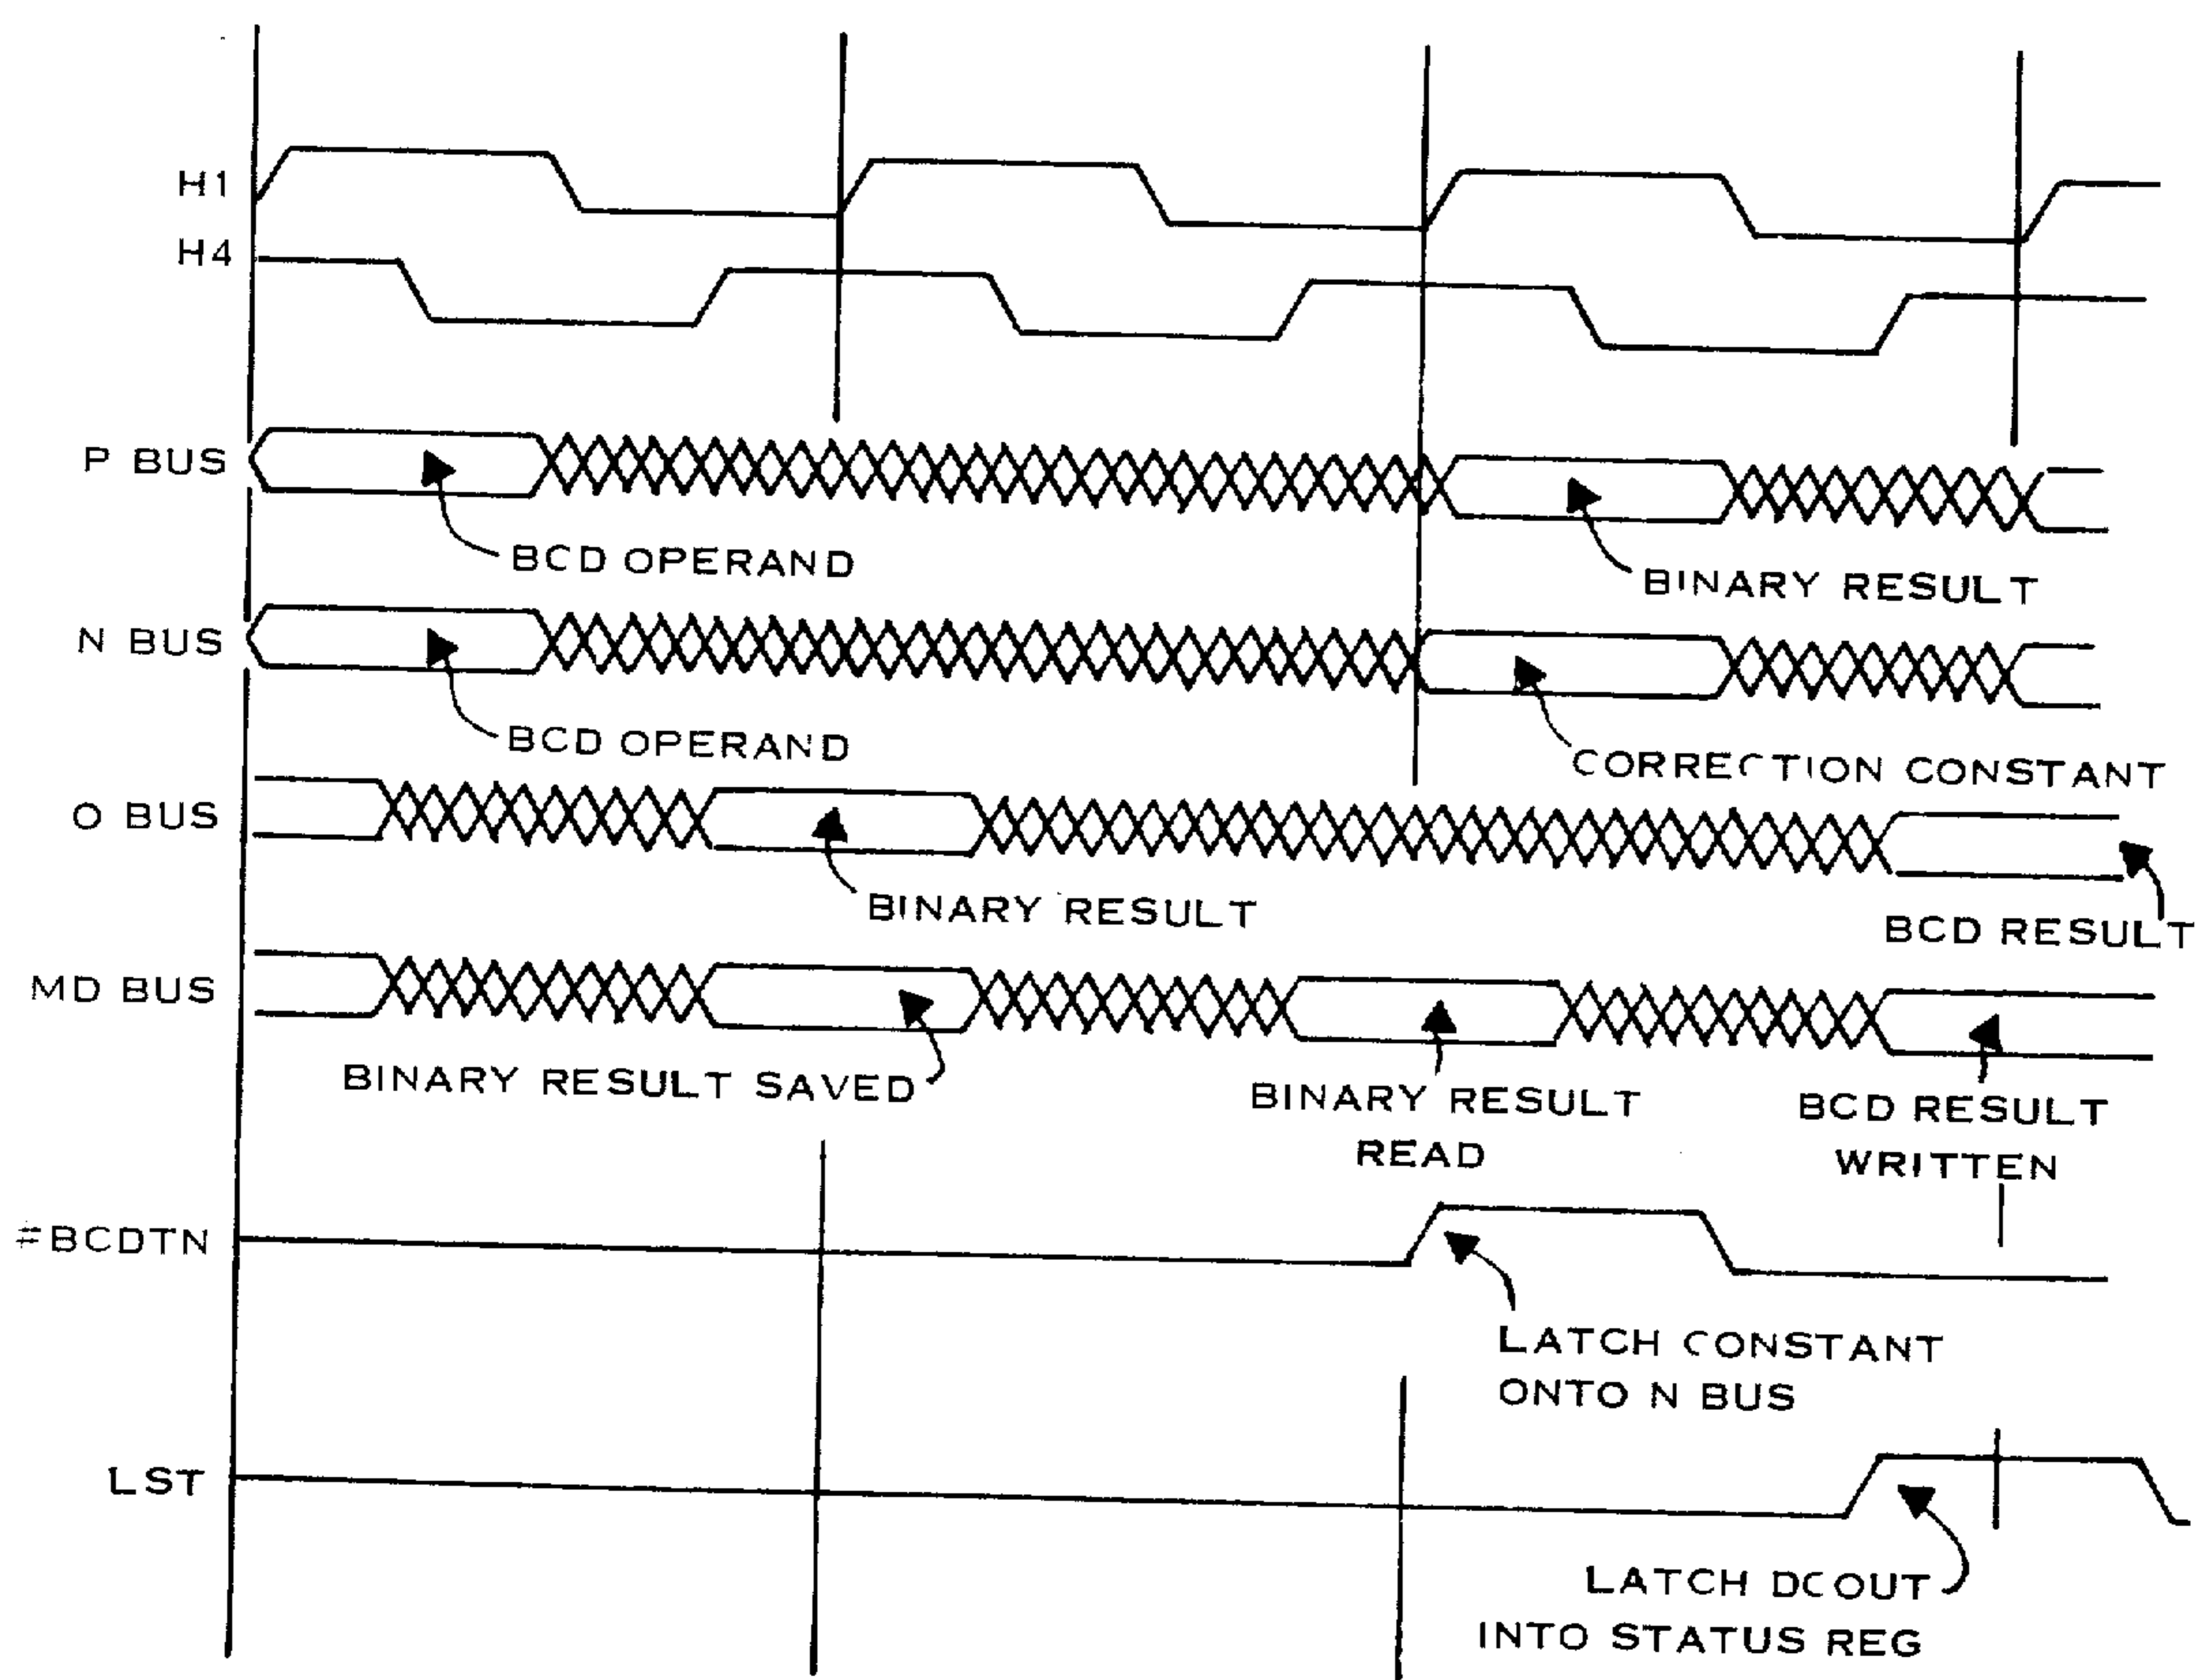 H1
H4
P BUS
BCD OPERAND
BINARY RESULT
N BUS
BCD OPERAND
CORRECTION CONSTANT
O BUS
BINARY RESULT
BCD RESULT
MD BUS
BINARY RESULT SAVED
BINARY RESULT
READ
BCD RESULT
WRITTEN
#BCDTN
LATCH CONSTANT
ONTO N BUS
LST
LATCH DCOUT
INTO STATUS REG